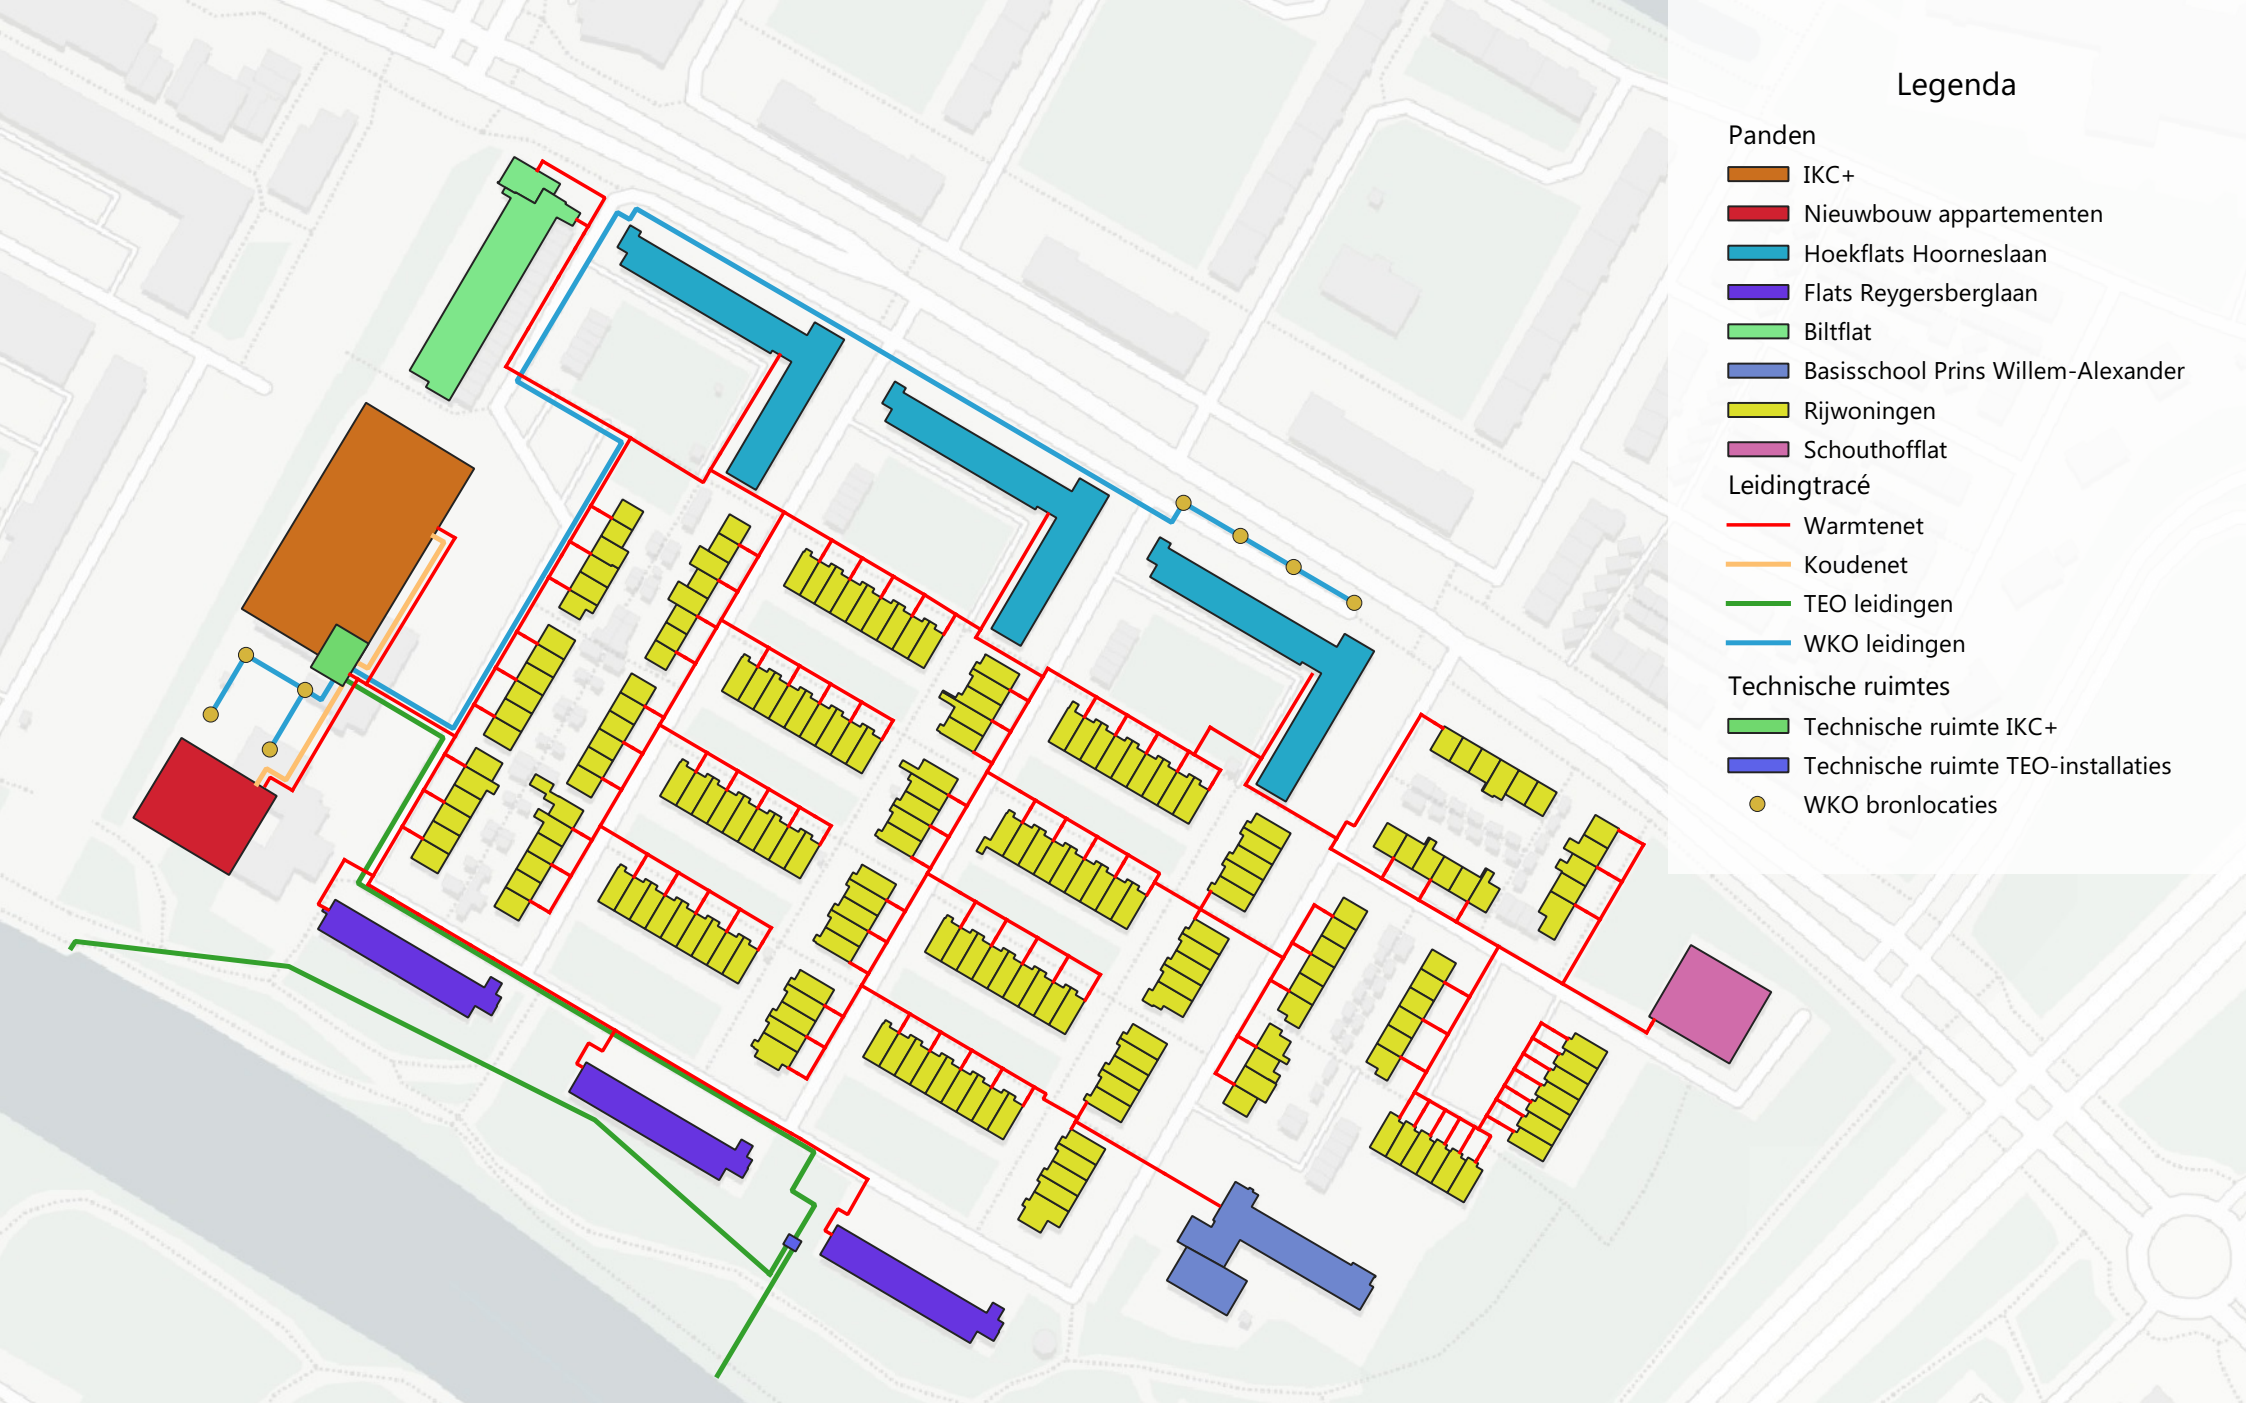 Legenda
Panden
IKC+
Nieuwbouw appartementen
Hoekflats Hoorneslaan
Flats Reygersberglaan
Biltflat
Basisschool Prins Willem-Alexander
Rijwoningen
Schouthofflat
Leidingtracé
Warmtenet
Koudenet
TEO leidingen
WKO leidingen
Technische ruimtes
Technische ruimte IKC+
Technische ruimte TEO-installaties
WKO bronlocaties